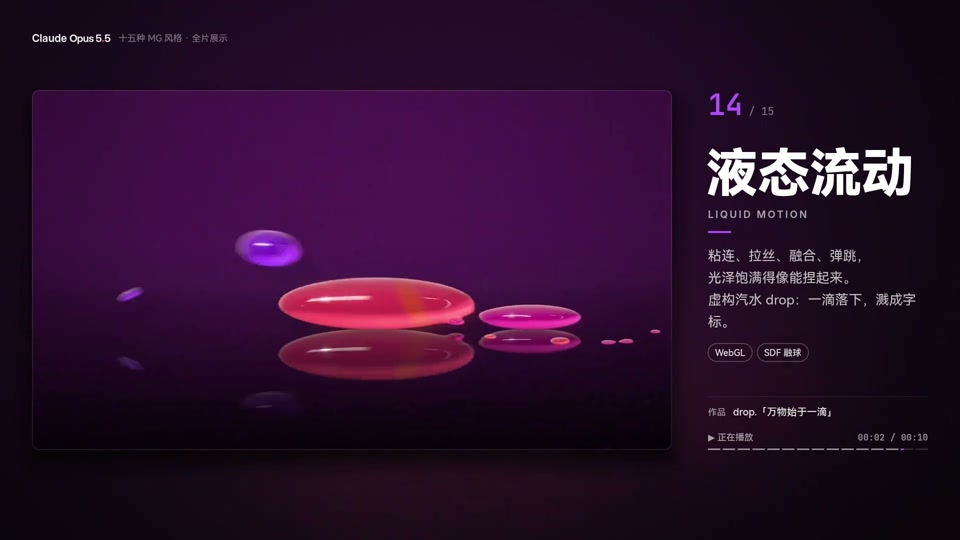 Claude Opus 5.5 十五种 MG 风格 · 全片展示
14 / 15
液态流动
LIQUID MOTION
粘连、拉丝、融合、弹跳，
光泽饱满得像能捏起来。
虚构汽水 drop：一滴落下，溅成字
标。
WebGL SDF 融球
作品 drop.「万物始于一滴」
▶ 正在播放 00:02 / 00:10